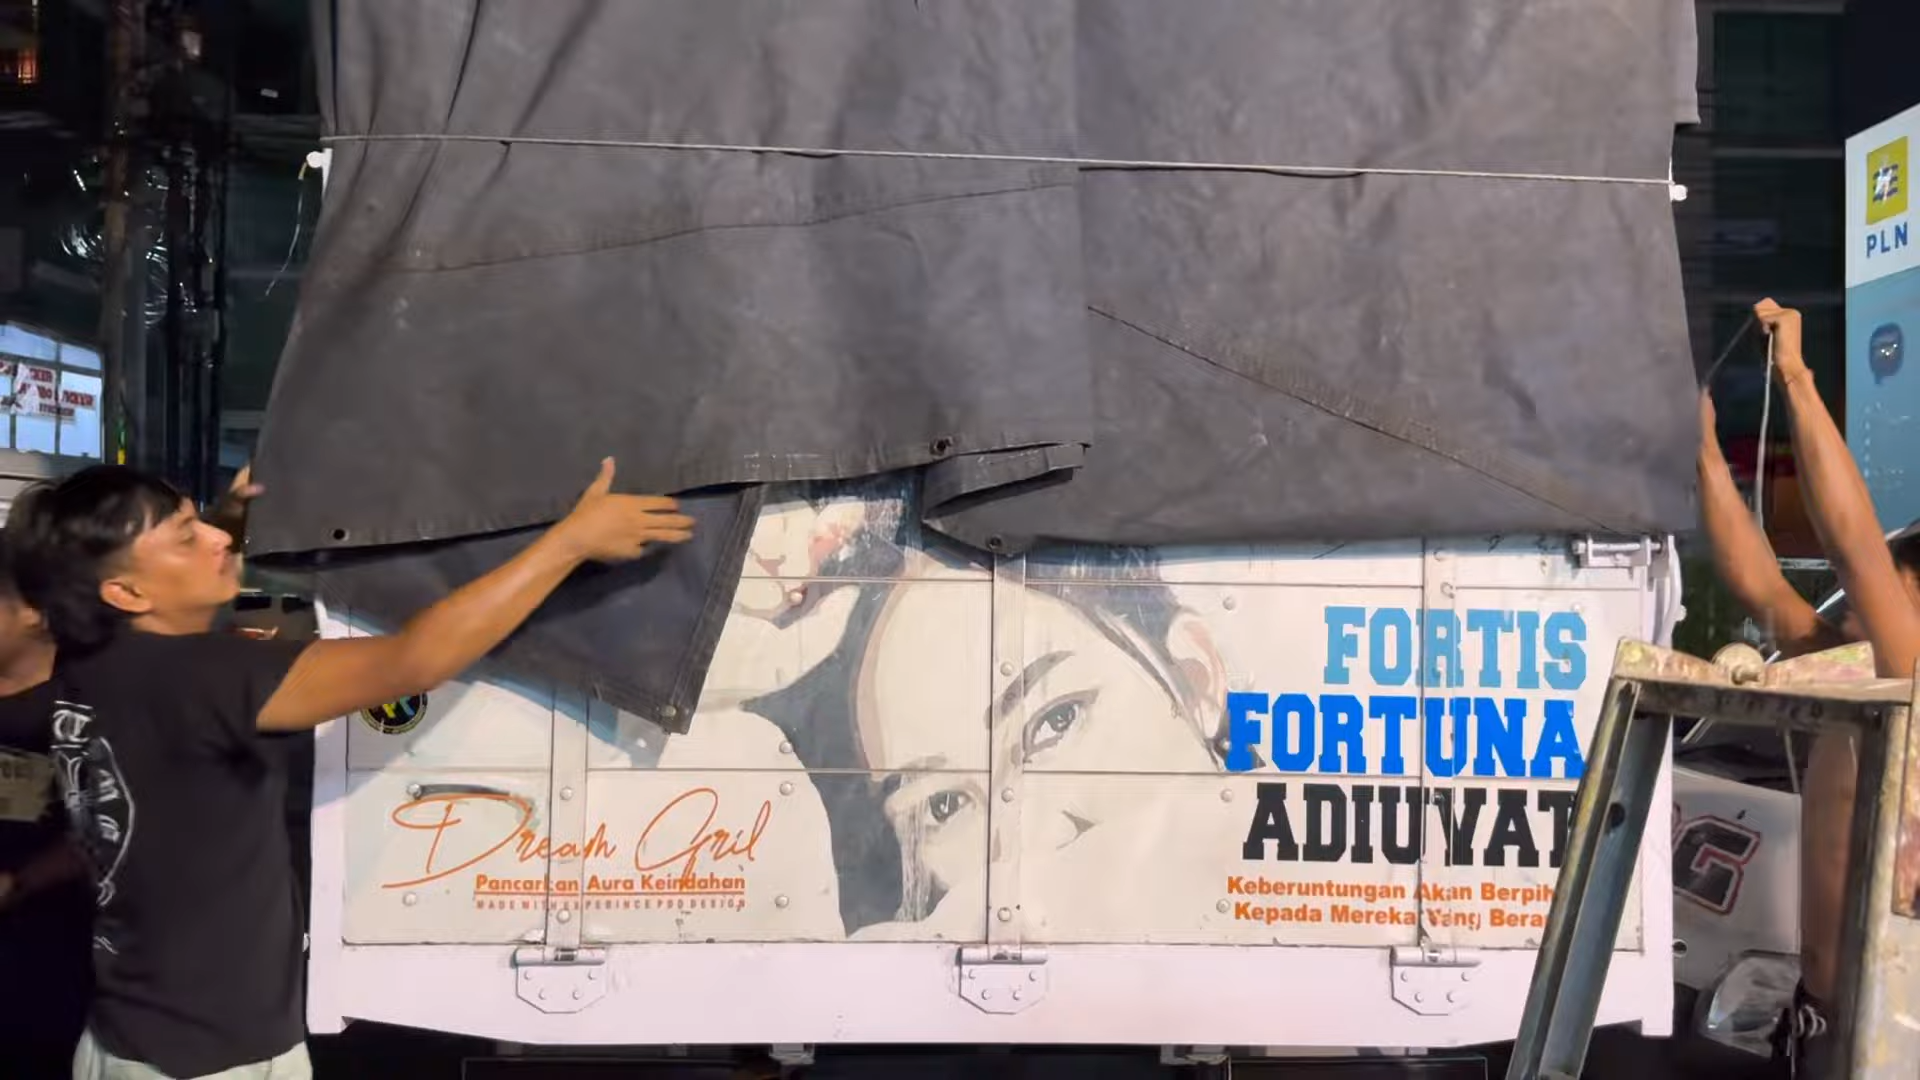 PLN
FORTIS
FORTUNA
ADIUVAT
Dream Gril
Pancarkan Aura Keindahan
MADE WITH EXPERINCE PDD DESIGN
Keberuntungan Akan Berpih
Kepada Mereka Yang Bera